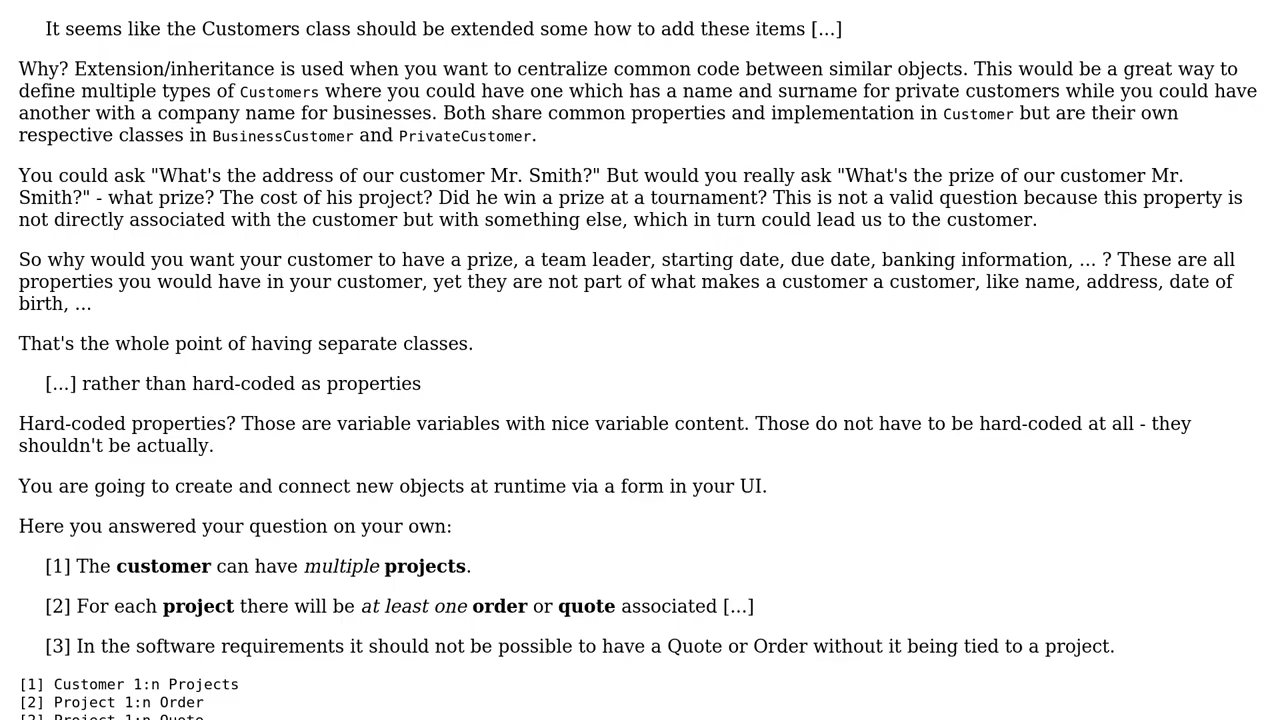 It seems like the Customers class should be extended some how to add these items [...]
Why? Extension/inheritance is used when you want to centralize common code between similar objects. This would be a great way to
define multiple types of Customers where you could have one which has a name and surname for private customers while you could have
another with a company name for businesses. Both share common properties and implementation in Customer but are their own
respective classes in BusinessCustomer and PrivateCustomer.
You could ask "What's the address of our customer Mr. Smith?" But would you really ask "What's the prize of our customer Mr.
Smith?" - what prize? The cost of his project? Did he win a prize at a tournament? This is not a valid question because this property is
not directly associated with the customer but with something else, which in turn could lead us to the customer.
So why would you want your customer to have a prize, a team leader, starting date, due date, banking information, ... ? These are all
properties you would have in your customer, yet they are not part of what makes a customer a customer, like name, address, date of
birth, ...
That's the whole point of having separate classes.
[...] rather than hard-coded as properties
Hard-coded properties? Those are variable variables with nice variable content. Those do not have to be hard-coded at all - they
shouldn't be actually.
You are going to create and connect new objects at runtime via a form in your UI.
Here you answered your question on your own:
[1] The customer can have multiple projects.
[2] For each project there will be at least one order or quote associated [...]
[3] In the software requirements it should not be possible to have a Quote or Order without it being tied to a project.
[1] Customer 1:n Projects
[2] Project 1:n Order
[2] Project 1:n Quote